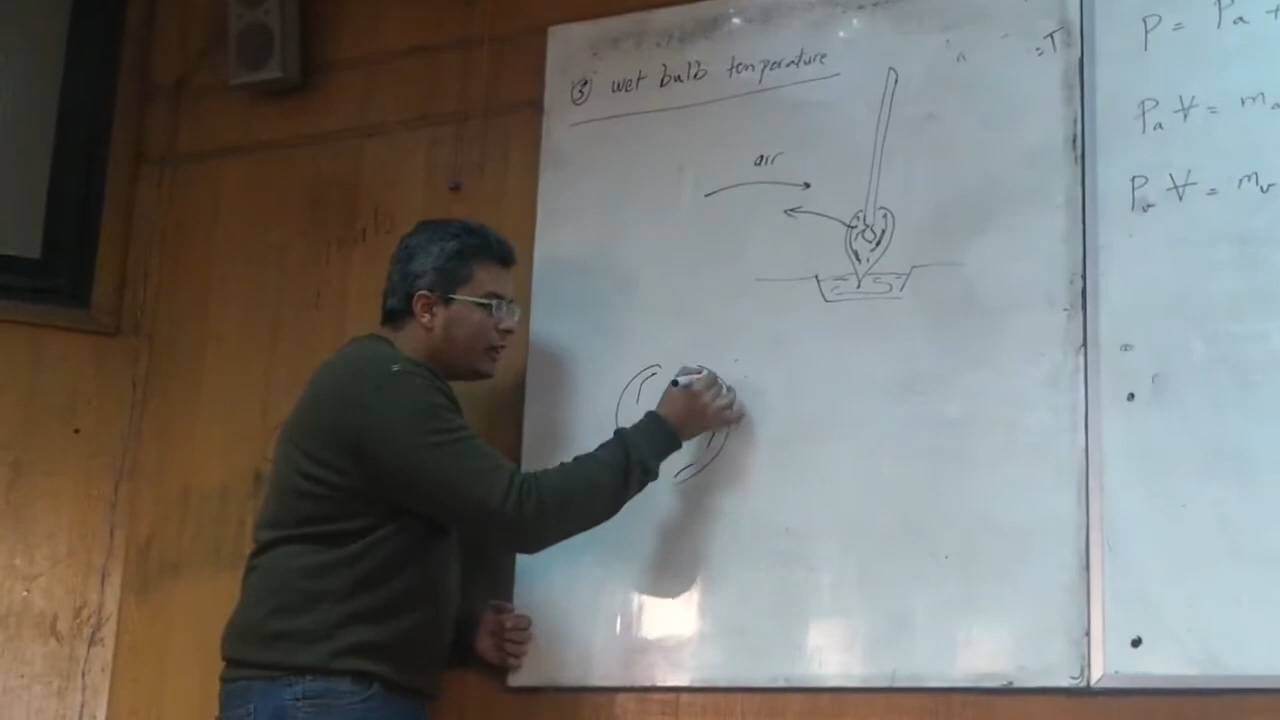 ③ wet bulb temperature
air
=T
P = Pa +
Pa V = ma
Pv V = mv